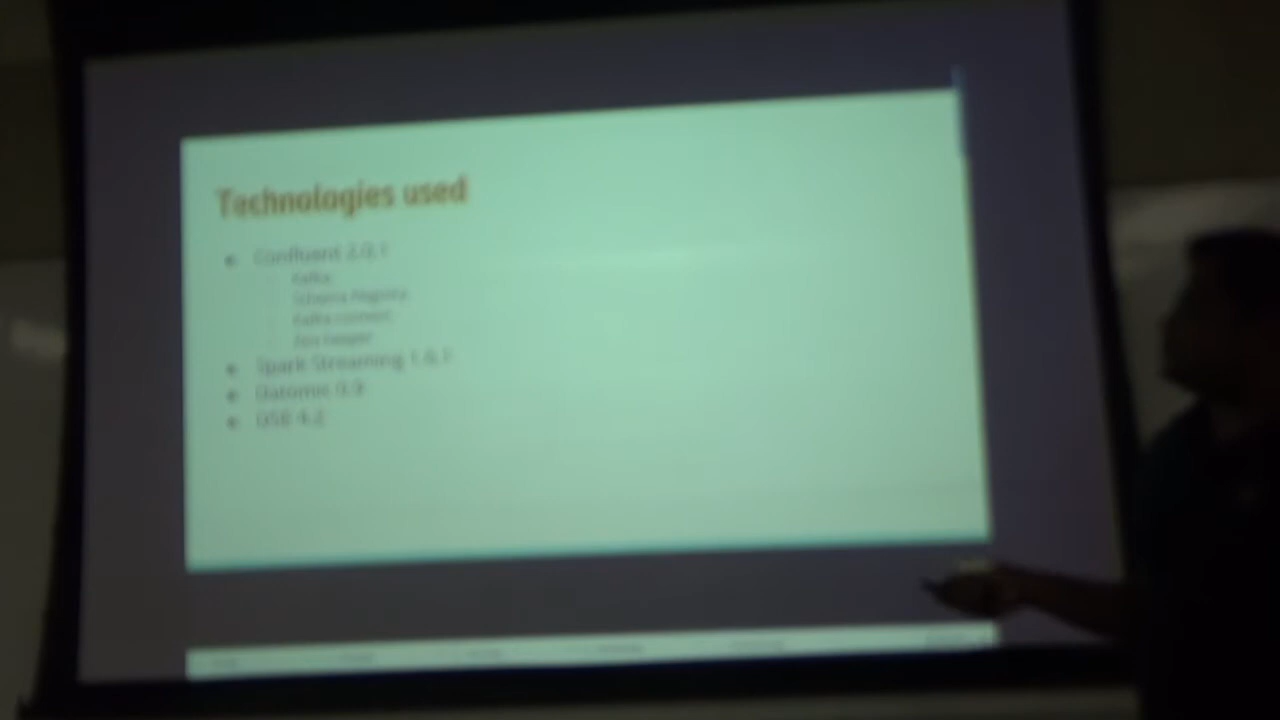 Technologies used
Confluent 2.0.1
Kafka
Schema Registry
Kafka connect
Zoo keeper
Spark Streaming 1.6.1
Datomic 0.9
DSE 4.2